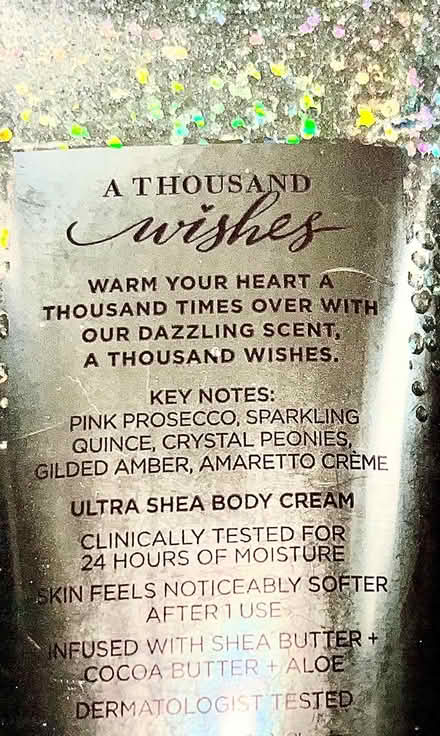 A THOUSAND
wishes
WARM YOUR HEART A
THOUSAND TIMES OVER WITH
OUR DAZZLING SCENT,
A THOUSAND WISHES.
KEY NOTES:
PINK PROSECCO, SPARKLING
QUINCE, CRYSTAL PEONIES,
GILDED AMBER, AMARETTO CRÈME
ULTRA SHEA BODY CREAM
CLINICALLY TESTED FOR
24 HOURS OF MOISTURE
SKIN FEELS NOTICEABLY SOFTER
AFTER 1 USE
INFUSED WITH SHEA BUTTER +
COCOA BUTTER + ALOE
DERMATOLOGIST TESTED